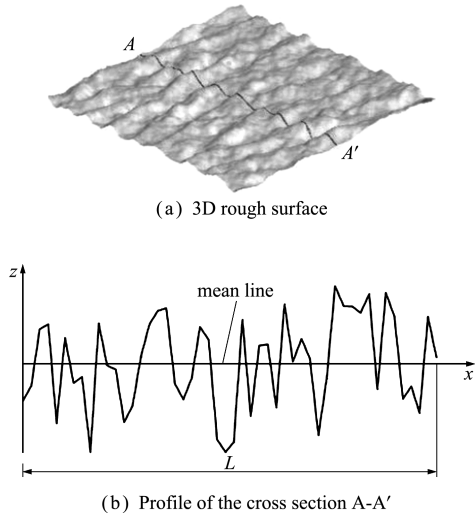 A
A′
(a) 3D rough surface
z
mean line
x
L
(b) Profile of the cross section A-A′